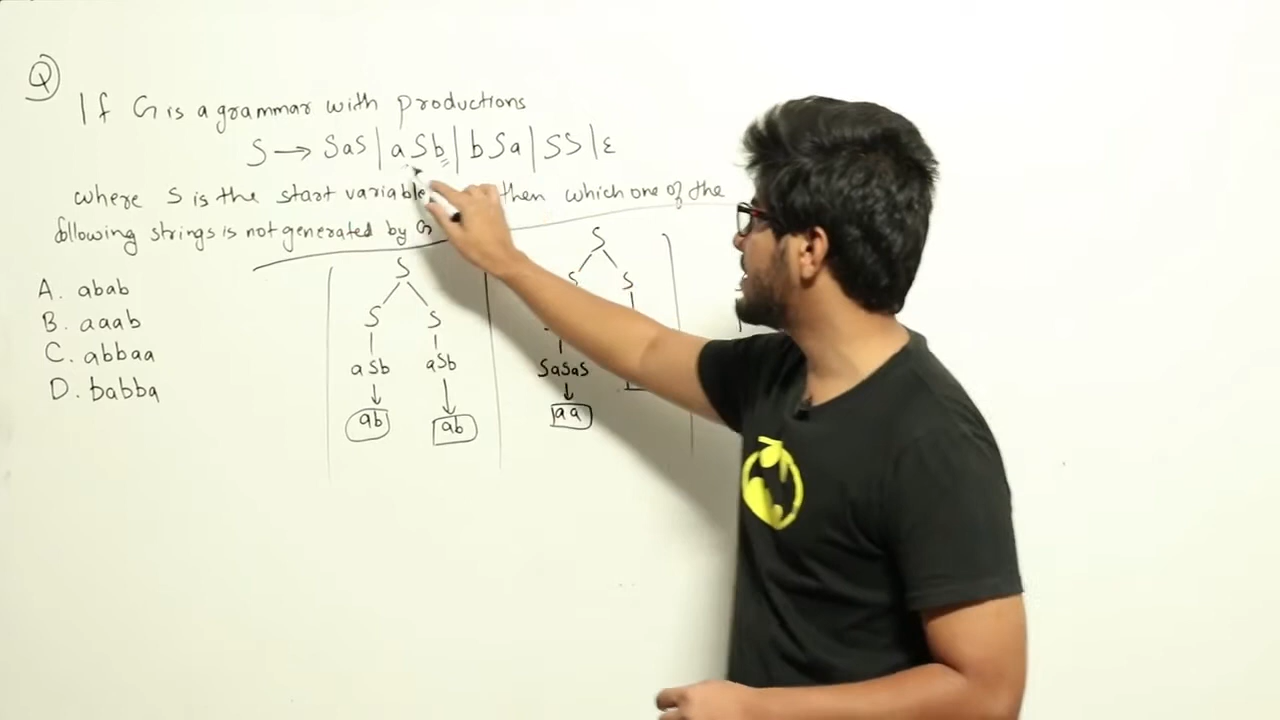 Q
If G is a grammar with productions
S → SaS | aSb | bSa | SS | ε
where S is the start variable then which one of the
following strings is not generated by G
A. abab
B. aaab
C. abbaa
D. babba
S
S S
aSb aSb
ab ab
S
S S
SaSaS
aa